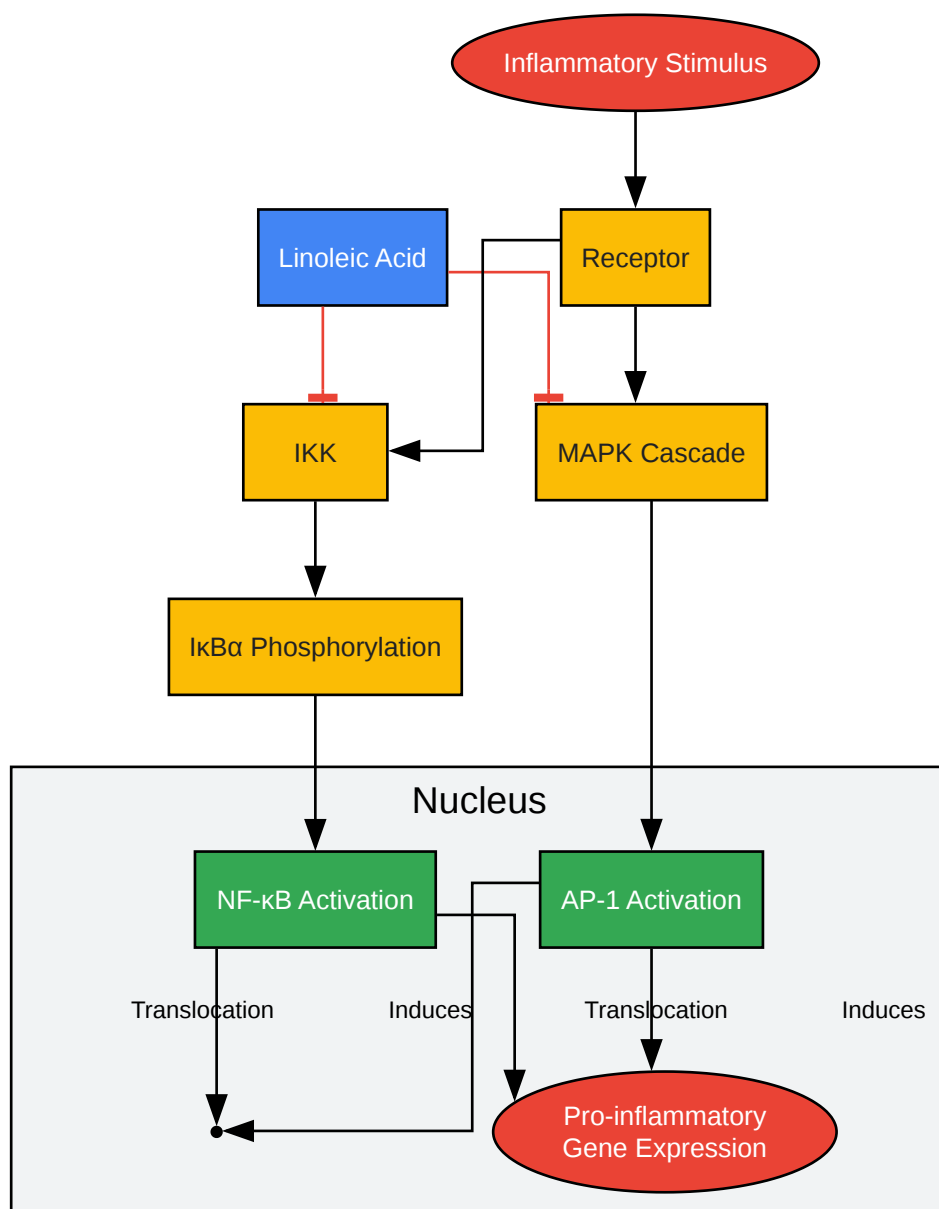 Inflammatory Stimulus
Linoleic Acid
Receptor
IKK
MAPK Cascade
IκBα Phosphorylation
Nucleus
NF-κB Activation
AP-1 Activation
Translocation
Induces
Translocation
Induces
Pro-inflammatory
Gene Expression